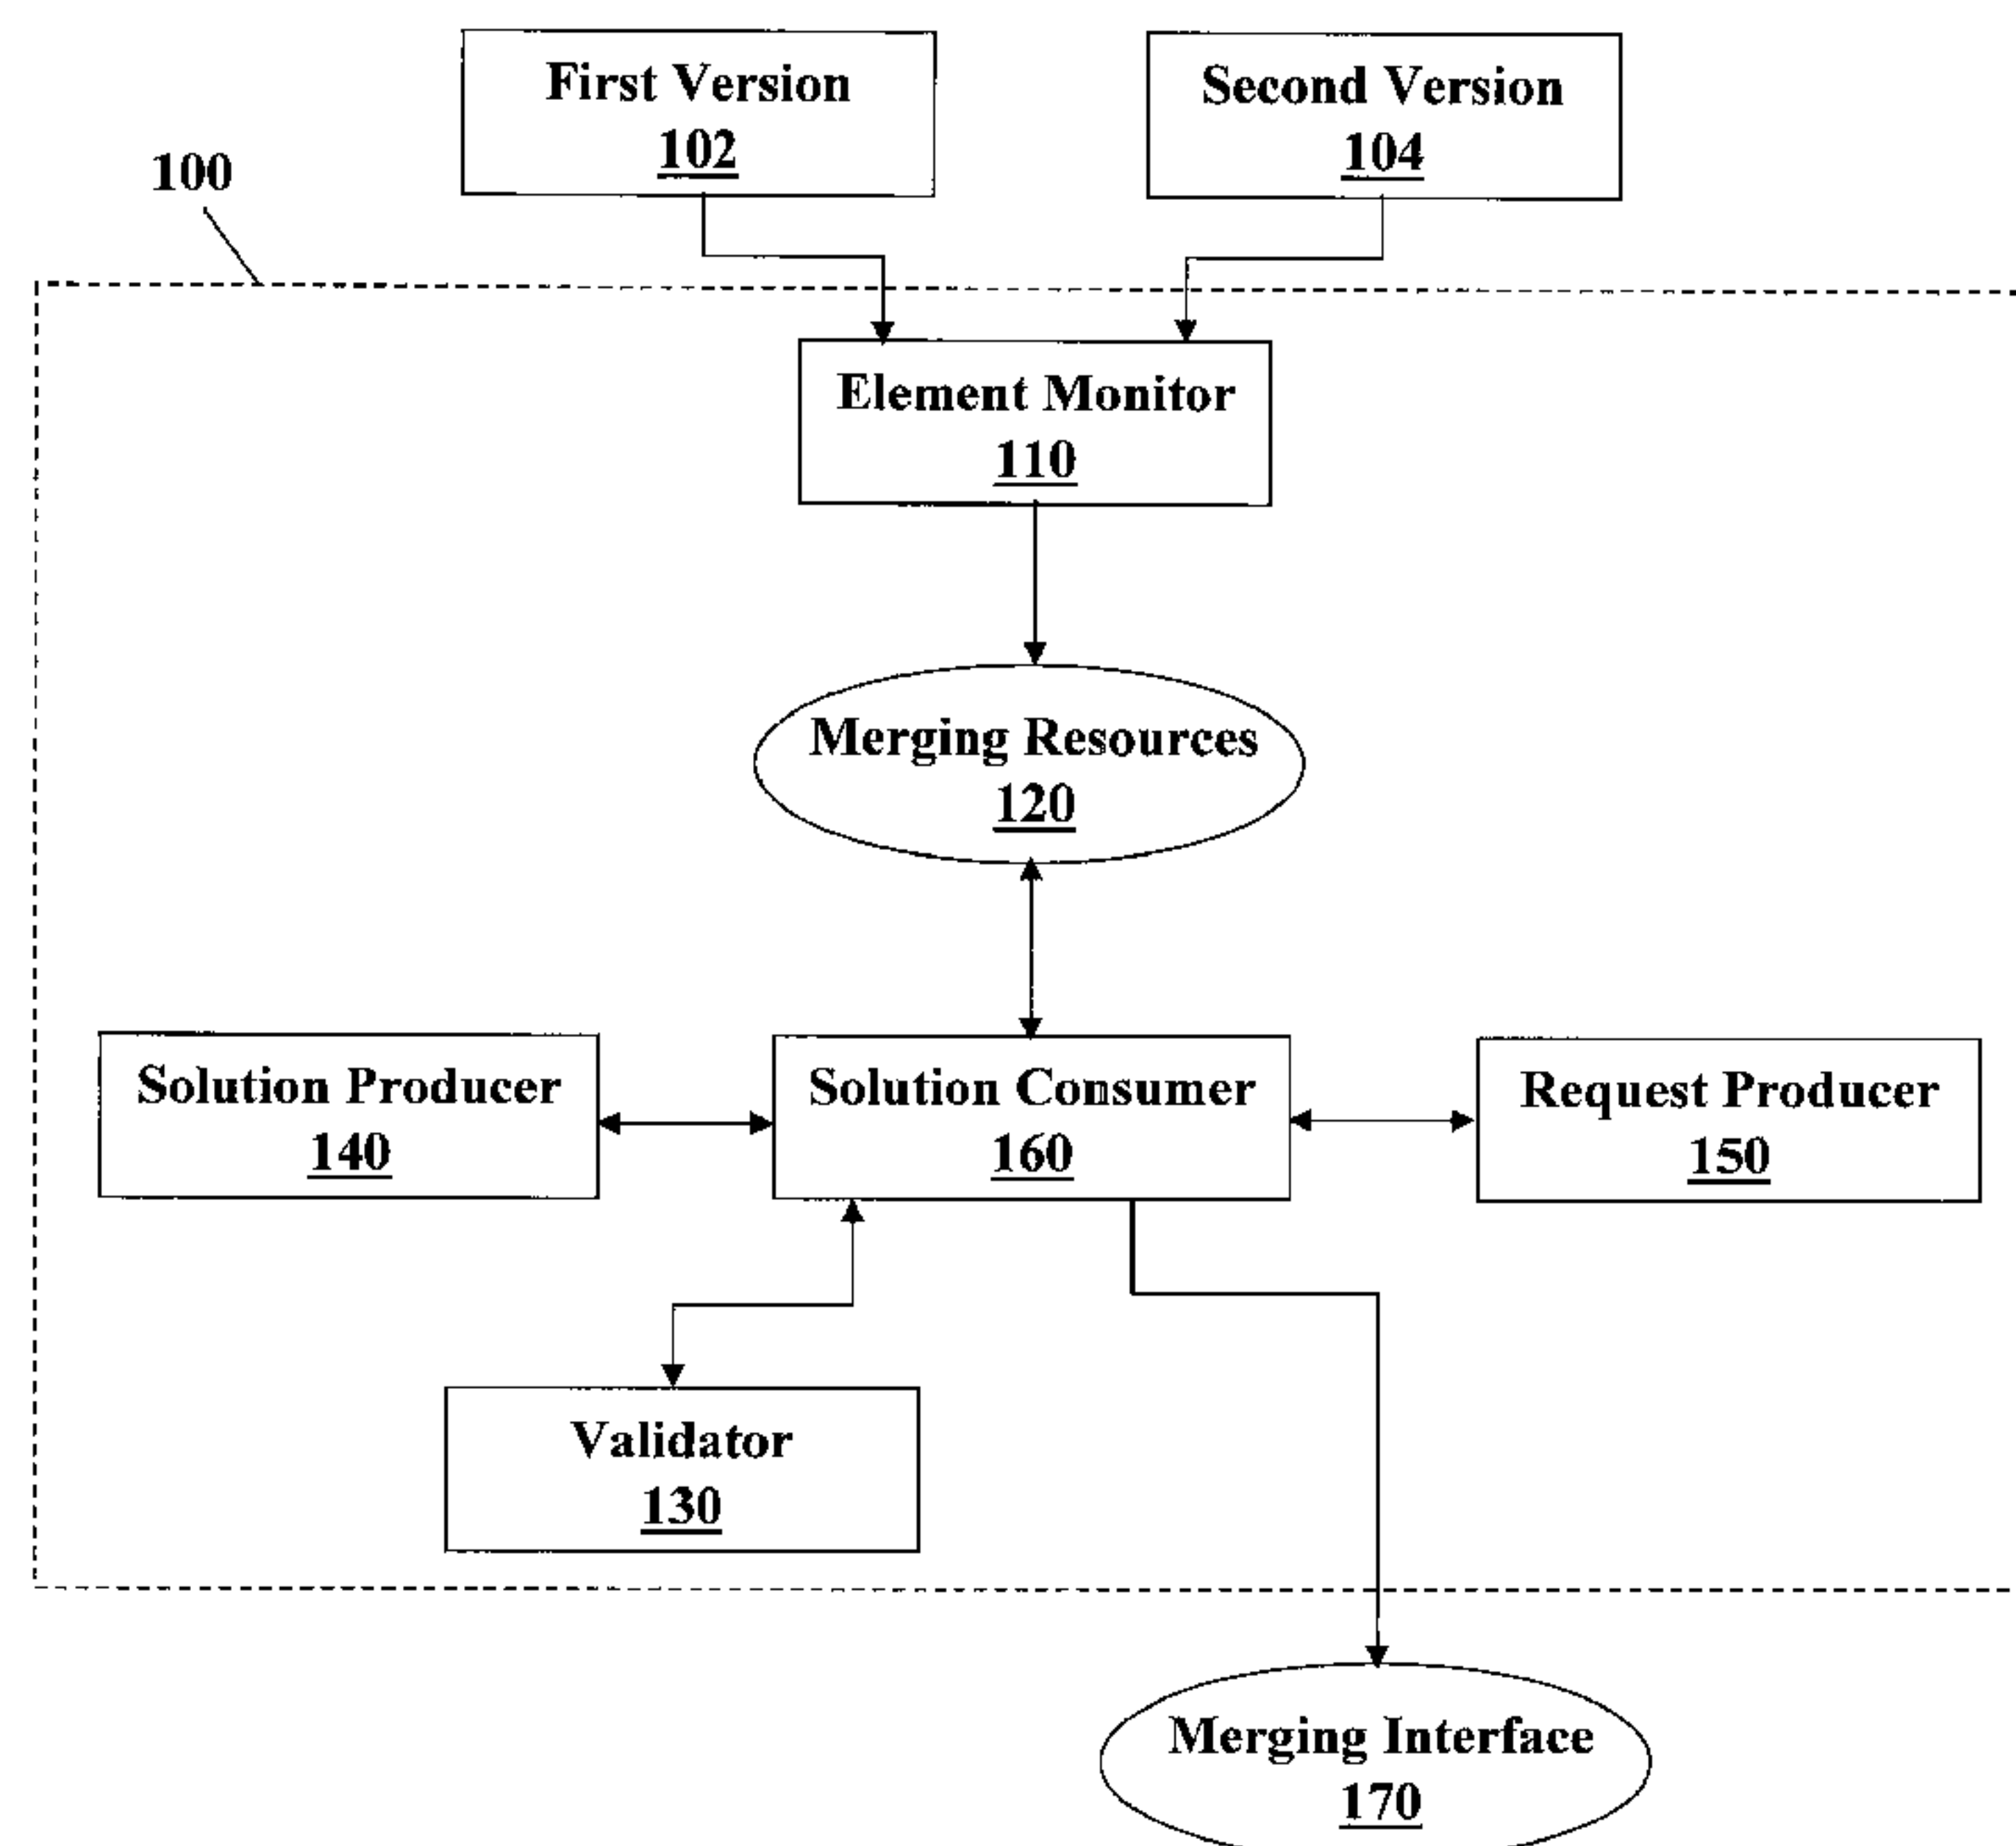 First Version
102
Second Version
104
100
Element Monitor
110
Merging Resources
120
Solution Producer
140
Solution Consumer
160
Request Producer
150
Validator
130
Merging Interface
170